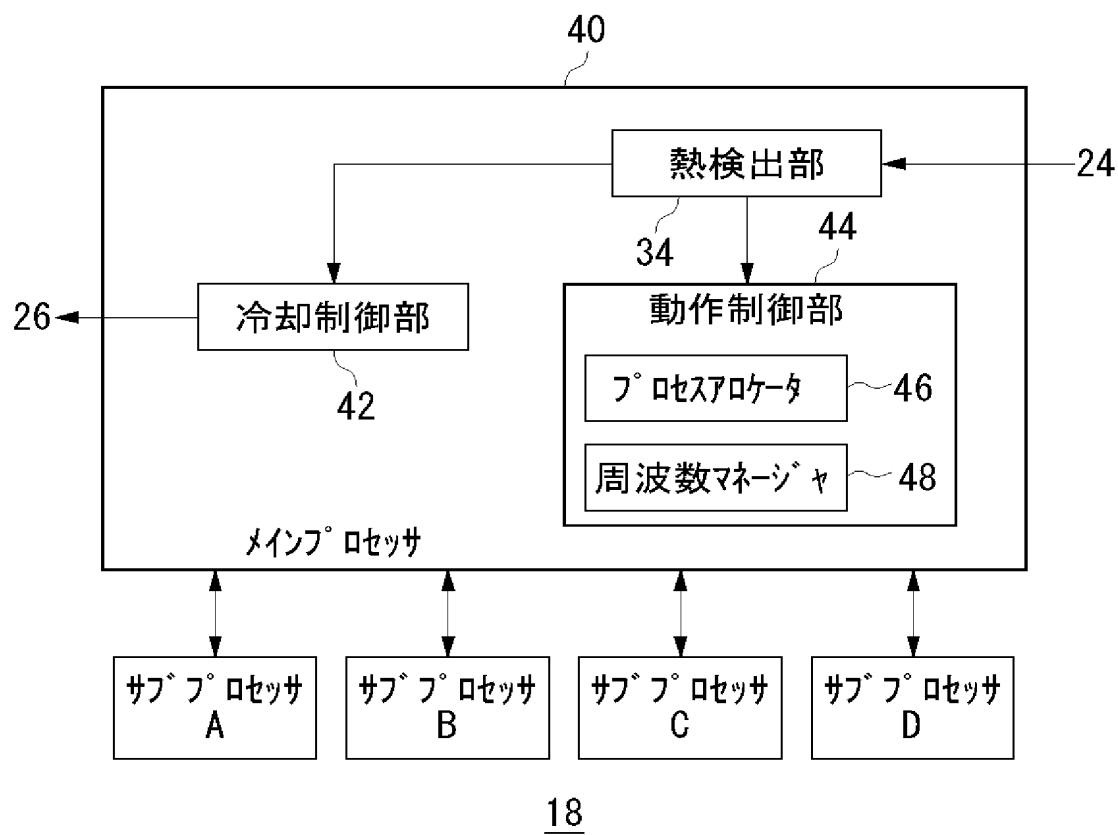 40
熱検出部
24
34
44
26
冷却制御部
42
動作制御部
ﾌﾟﾛｾｽｱﾛｹｰﾀ
46
周波数ﾏﾈｰｼﾞｬ
48
ﾒｲﾝﾌﾟﾛｾｯｻ
ｻﾌﾞﾌﾟﾛｾｯｻ
A
ｻﾌﾞﾌﾟﾛｾｯｻ
B
ｻﾌﾞﾌﾟﾛｾｯｻ
C
ｻﾌﾞﾌﾟﾛｾｯｻ
D
18